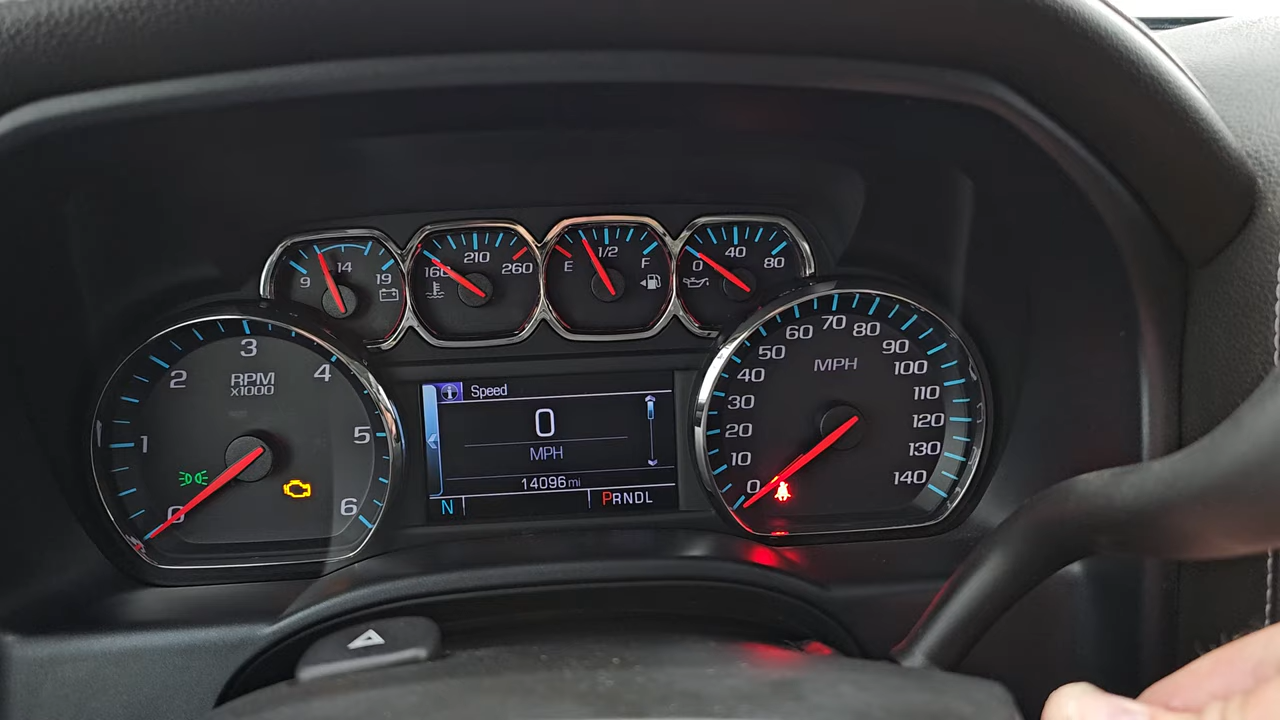 9 14 19
160 210 260
E 1/2 F
0 40 80
RPM
x1000
0 1 2 3 4 5 6
i Speed
0
MPH
14096 mi
N PRNDL
MPH
0 10 20 30 40 50 60 70 80 90 100 110 120 130 140